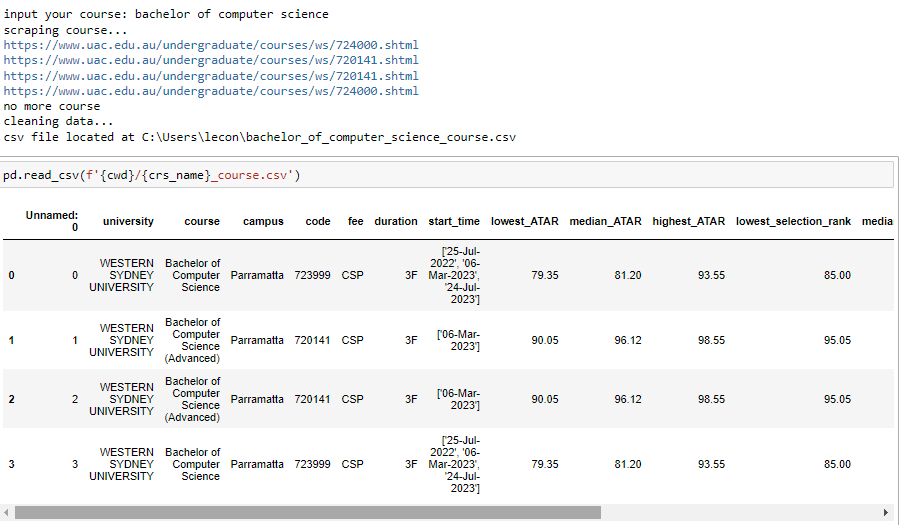 input your course: bachelor of computer science
scraping course...
https://www.uac.edu.au/undergraduate/courses/ws/724000.shtml
https://www.uac.edu.au/undergraduate/courses/ws/720141.shtml
https://www.uac.edu.au/undergraduate/courses/ws/720141.shtml
https://www.uac.edu.au/undergraduate/courses/ws/724000.shtml
no more course
cleaning data...
csv file located at C:\Users\lecon\bachelor_of_computer_science_course.csv
pd.read_csv(f'{cwd}/{crs_name}_course.csv')
Unnamed: 0 university course campus code fee duration start_time lowest_ATAR median_ATAR highest_ATAR lowest_selection_rank media
0 0 WESTERN SYDNEY UNIVERSITY Bachelor of Computer Science Parramatta 723999 CSP 3F ['25-Jul-2022', '06-Mar-2023', '24-Jul-2023'] 79.35 81.20 93.55 85.00
1 1 WESTERN SYDNEY UNIVERSITY Bachelor of Computer Science (Advanced) Parramatta 720141 CSP 3F ['06-Mar-2023'] 90.05 96.12 98.55 95.05
2 2 WESTERN SYDNEY UNIVERSITY Bachelor of Computer Science (Advanced) Parramatta 720141 CSP 3F ['06-Mar-2023'] 90.05 96.12 98.55 95.05
3 3 WESTERN SYDNEY UNIVERSITY Bachelor of Computer Science Parramatta 723999 CSP 3F ['25-Jul-2022', '06-Mar-2023', '24-Jul-2023'] 79.35 81.20 93.55 85.00